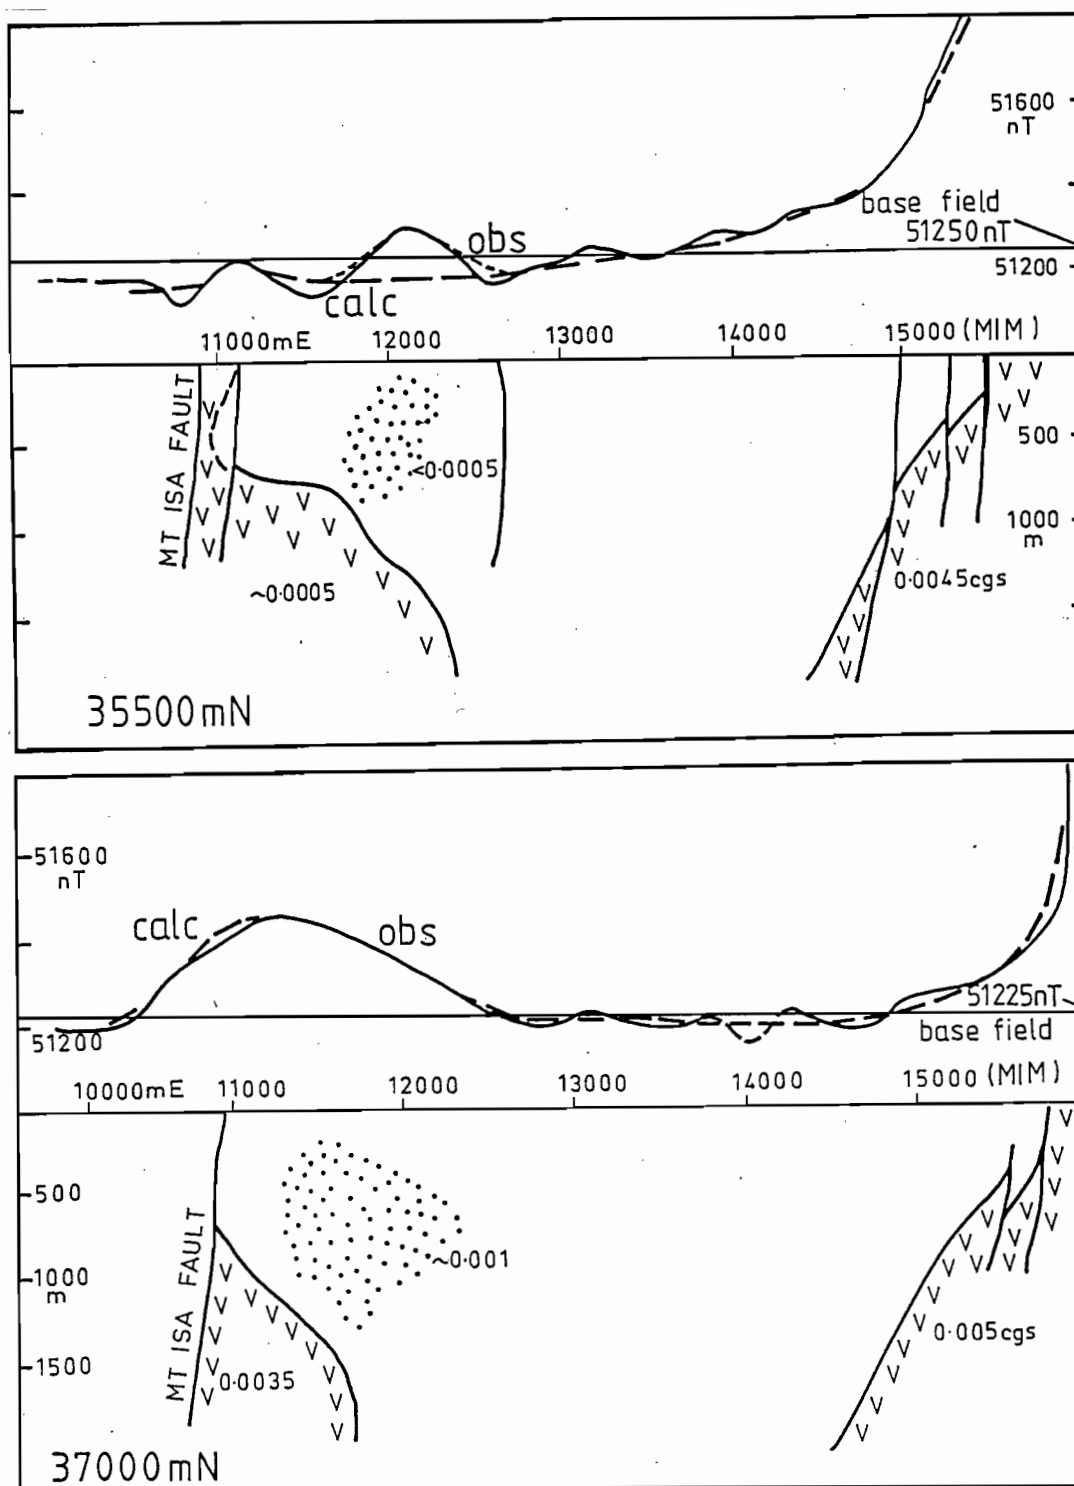 51600
nT
base field
51250nT
obs
51200
calc
11000mE 12000 13000 14000 15000 (MIM)
MT ISA FAULT
500
<0·0005
1000
m
0·0045cgs
~0·0005
35500mN
51600
nT
calc
obs
51225nT
base field
51200
10000mE 11000 12000 13000 14000 15000 (MIM)
500
MT ISA FAULT
~0·001
1000
m
0·005cgs
1500
0·0035
37000mN